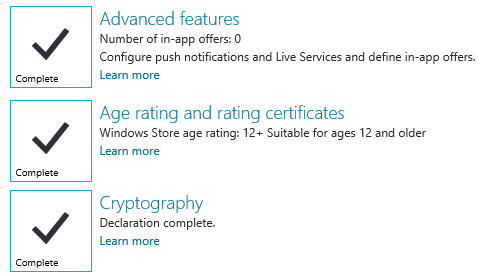 Advanced features
Number of in-app offers: 0
Configure push notifications and Live Services and define in-app offers.
Learn more
Complete
Age rating and rating certificates
Windows Store age rating: 12+ Suitable for ages 12 and older
Learn more
Complete
Cryptography
Declaration complete.
Learn more
Complete